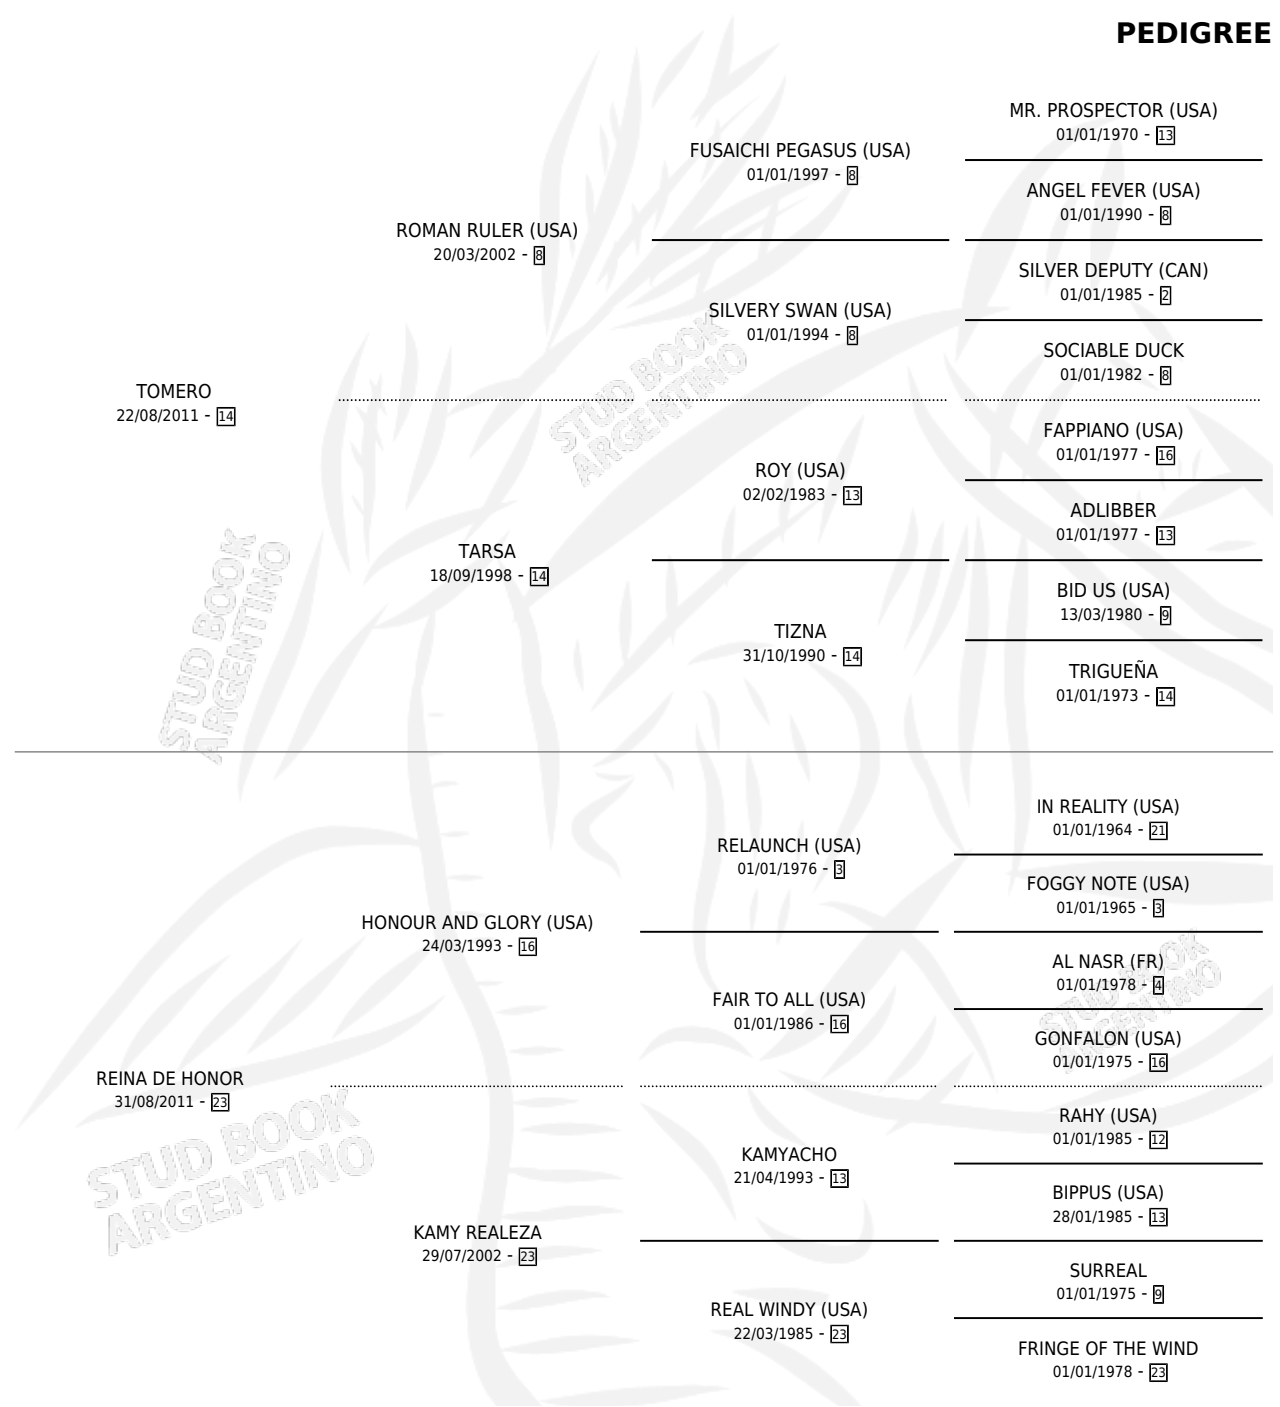 PEDIGREE
MR. PROSPECTOR (USA)
01/01/1970 - 13
FUSAICHI PEGASUS (USA)
01/01/1997 - 8
ANGEL FEVER (USA)
01/01/1990 - 8
ROMAN RULER (USA)
20/03/2002 - 8
SILVER DEPUTY (CAN)
01/01/1985 - 2
SILVERY SWAN (USA)
01/01/1994 - 8
SOCIABLE DUCK
01/01/1982 - 8
TOMERO
22/08/2011 - 14
FAPPIANO (USA)
01/01/1977 - 16
ROY (USA)
02/02/1983 - 13
ADLIBBER
01/01/1977 - 13
TARSA
18/09/1998 - 14
BID US (USA)
13/03/1980 - 9
TIZNA
31/10/1990 - 14
TRIGUEÑA
01/01/1973 - 14
IN REALITY (USA)
01/01/1964 - 21
RELAUNCH (USA)
01/01/1976 - 3
FOGGY NOTE (USA)
01/01/1965 - 3
HONOUR AND GLORY (USA)
24/03/1993 - 16
AL NASR (FR)
01/01/1978 - 4
FAIR TO ALL (USA)
01/01/1986 - 16
GONFALON (USA)
01/01/1975 - 16
REINA DE HONOR
31/08/2011 - 23
RAHY (USA)
01/01/1985 - 12
KAMYACHO
21/04/1993 - 13
BIPPUS (USA)
28/01/1985 - 13
KAMY REALEZA
29/07/2002 - 23
SURREAL
01/01/1975 - 9
REAL WINDY (USA)
22/03/1985 - 23
FRINGE OF THE WIND
01/01/1978 - 23
STUD BOOK
ARGENTINO
STUD BOOK
ARGENTINO
STUD BOOK
ARGENTINO
STUD BOOK
ARGENTINO